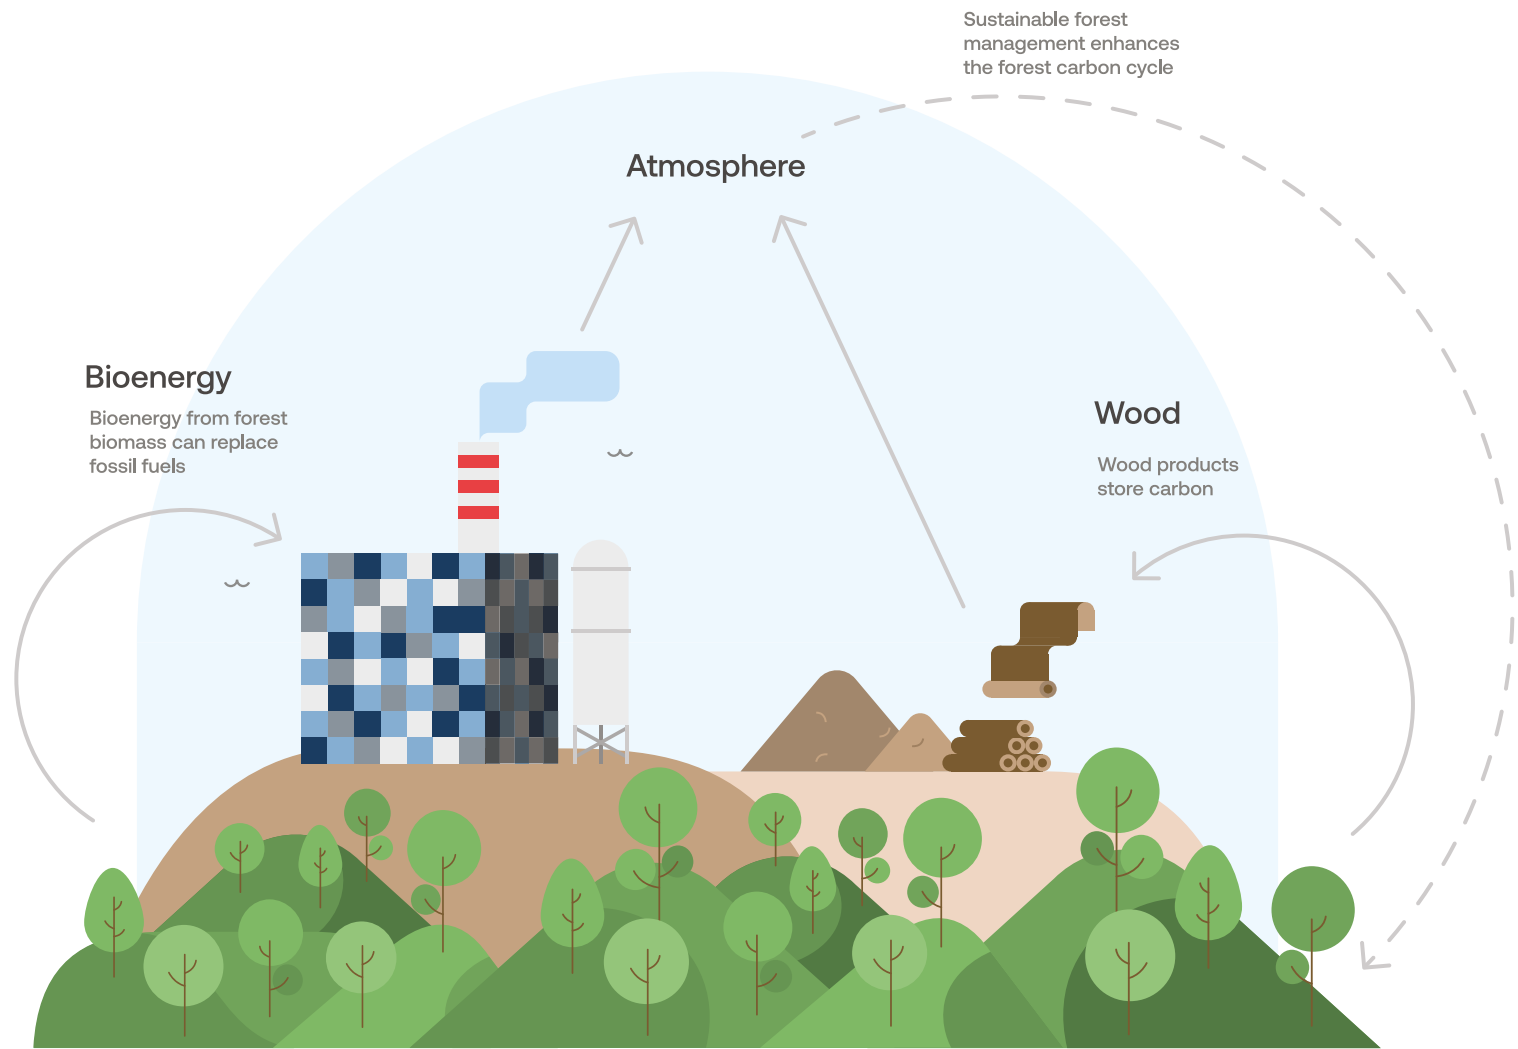 Sustainable forest
management enhances
the forest carbon cycle
Atmosphere
Bioenergy
Bioenergy from forest
biomass can replace
fossil fuels
Wood
Wood products
store carbon